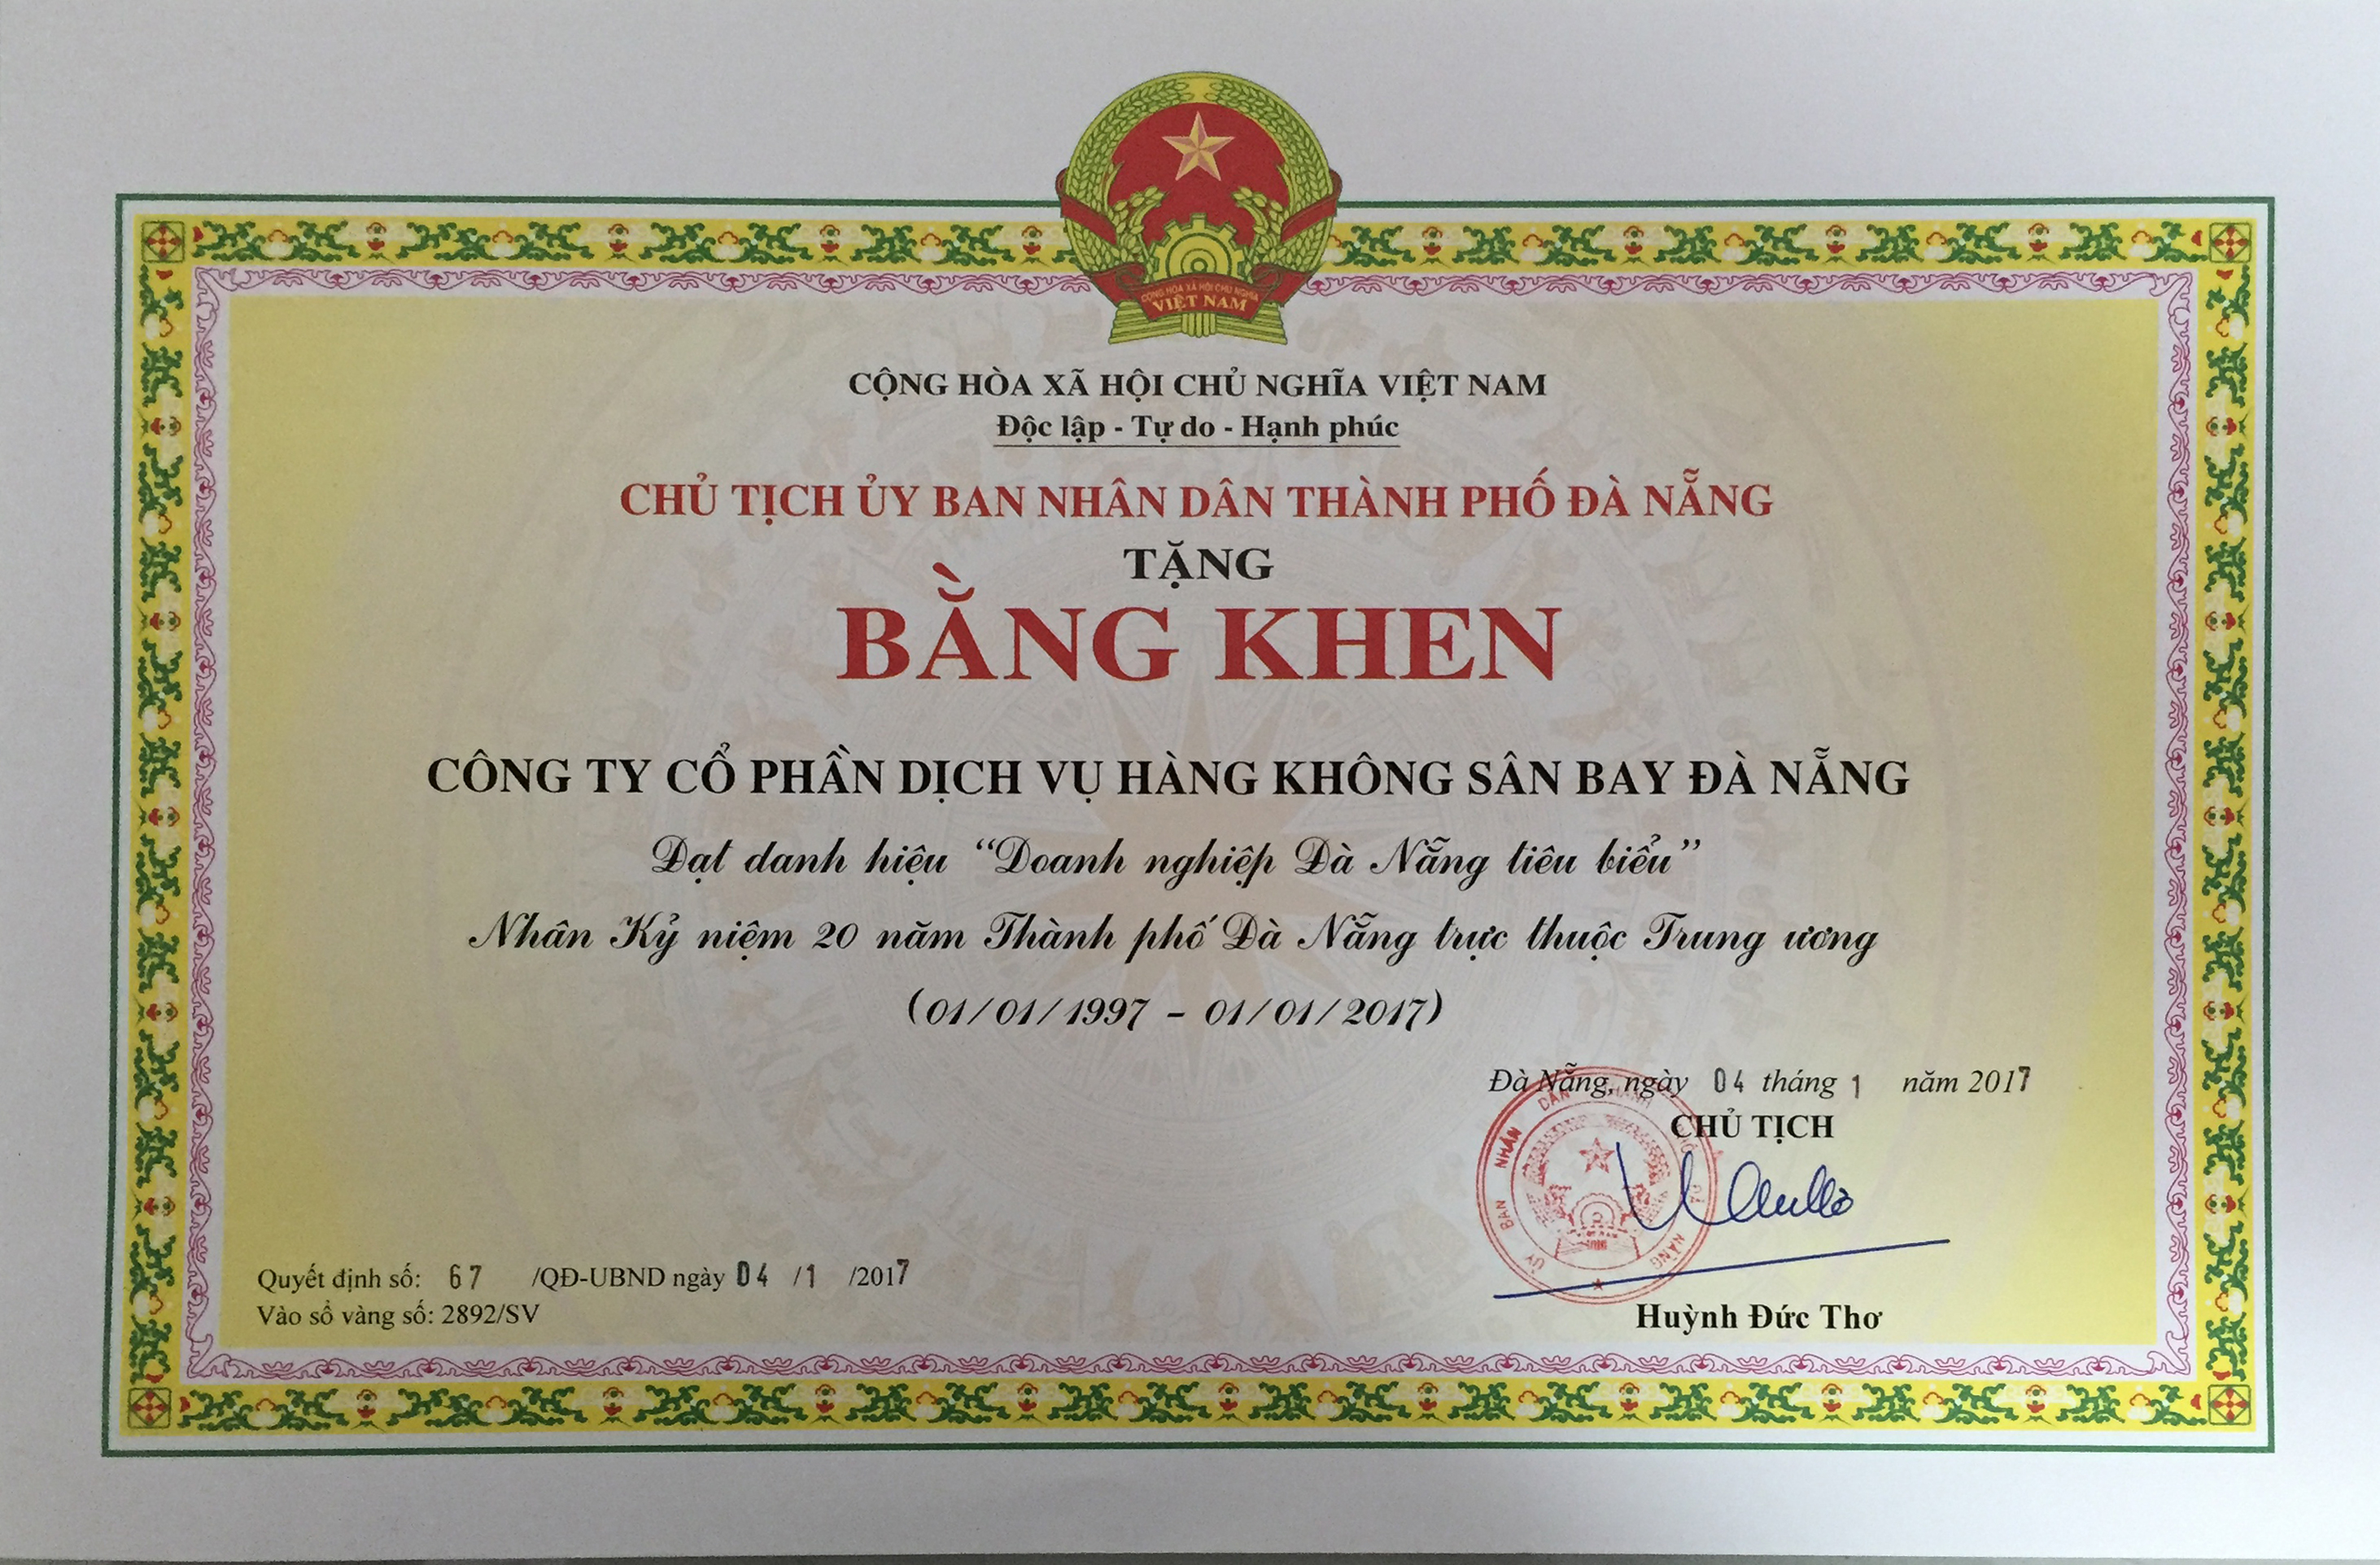 CỘNG HÒA XÃ HỘI CHỦ NGHĨA
VIỆT NAM
CỘNG HÒA XÃ HỘI CHỦ NGHĨA VIỆT NAM
Độc lập - Tự do - Hạnh phúc
CHỦ TỊCH ỦY BAN NHÂN DÂN THÀNH PHỐ ĐÀ NẴNG
TẶNG
BẰNG KHEN
CÔNG TY CỔ PHẦN DỊCH VỤ HÀNG KHÔNG SÂN BAY ĐÀ NẴNG
Đạt danh hiệu “Doanh nghiệp Đà Nẵng tiêu biểu”
Nhân Kỷ niệm 20 năm Thành phố Đà Nẵng trực thuộc Trung ương
(01/01/1997 - 01/01/2017)
Đà Nẵng, ngày 04 tháng 1 năm 2017
CHỦ TỊCH
ỦY BAN NHÂN DÂN THÀNH PHỐ ĐÀ NẴNG
VIỆT NAM
Huỳnh Đức Thơ
Quyết định số: 67 /QĐ-UBND ngày 04 /1 /2017
Vào sổ vàng số: 2892/SV